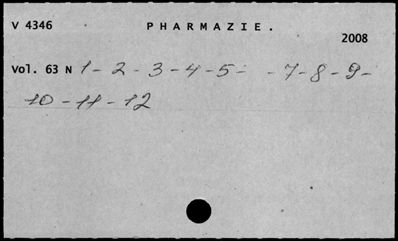 V 4346 PHARMAZIE.
2008
Vol. 63 N 1 - 2 - 3 - 4 - 5 - - 7 - 8 - 9 -
10 - 11 - 12